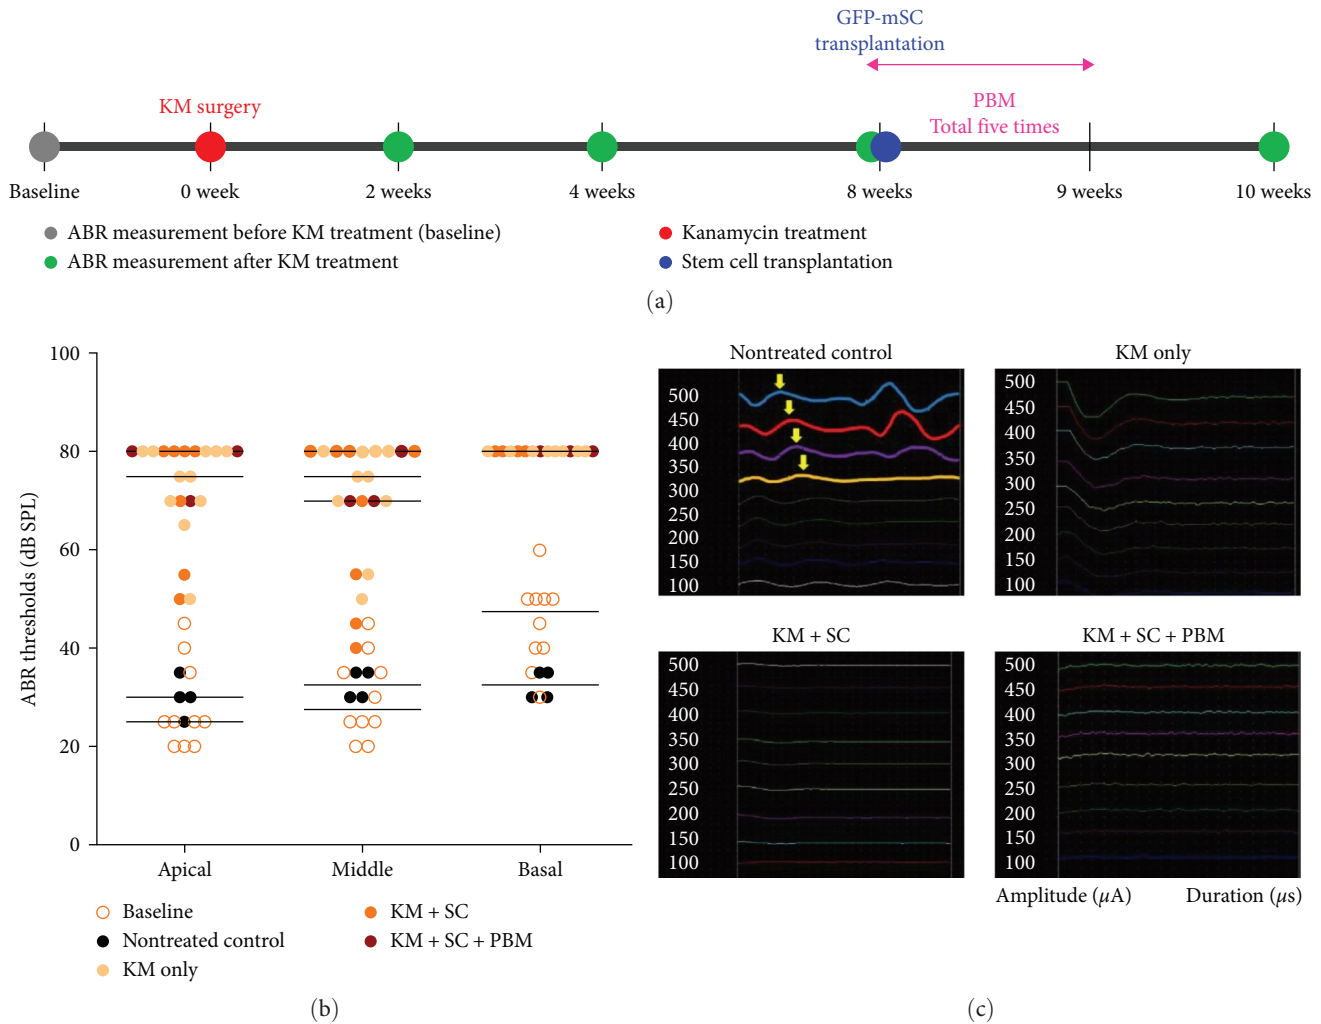 GFP-mSC
transplantation
KM surgery
PBM
Total five times
Baseline
0 week
2 weeks
4 weeks
8 weeks
9 weeks
10 weeks
ABR measurement before KM treatment (baseline)
Kanamycin treatment
ABR measurement after KM treatment
Stem cell transplantation
(a)
ABR thresholds (dB SPL)
100
80
60
40
20
0
Apical
Middle
Basal
Baseline
KM + SC
Nontreated control
KM + SC + PBM
KM only
(b)
Nontreated control
500
450
400
350
300
250
200
150
100
KM only
500
450
400
350
300
250
200
150
100
KM + SC
500
450
400
350
300
250
200
150
100
KM + SC + PBM
500
450
400
350
300
250
200
150
100
Amplitude (μA)
Duration (μs)
(c)